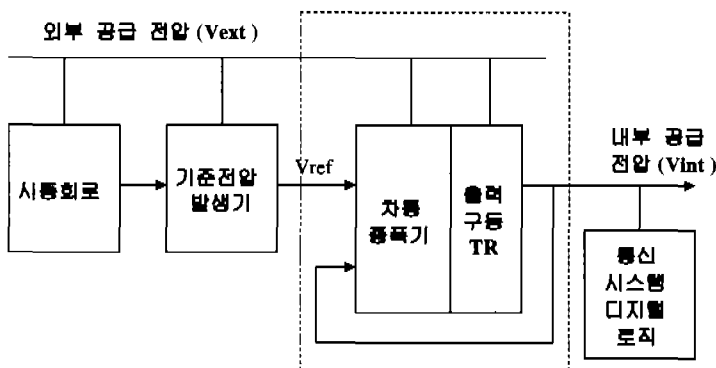 외부 공급 전압 (Vext )
시동회로
기준전압
발생기
Vref
차동
증폭기
출력
구동
TR
내부 공급
전압 (Vint )
통신
시스템
디지털
로직